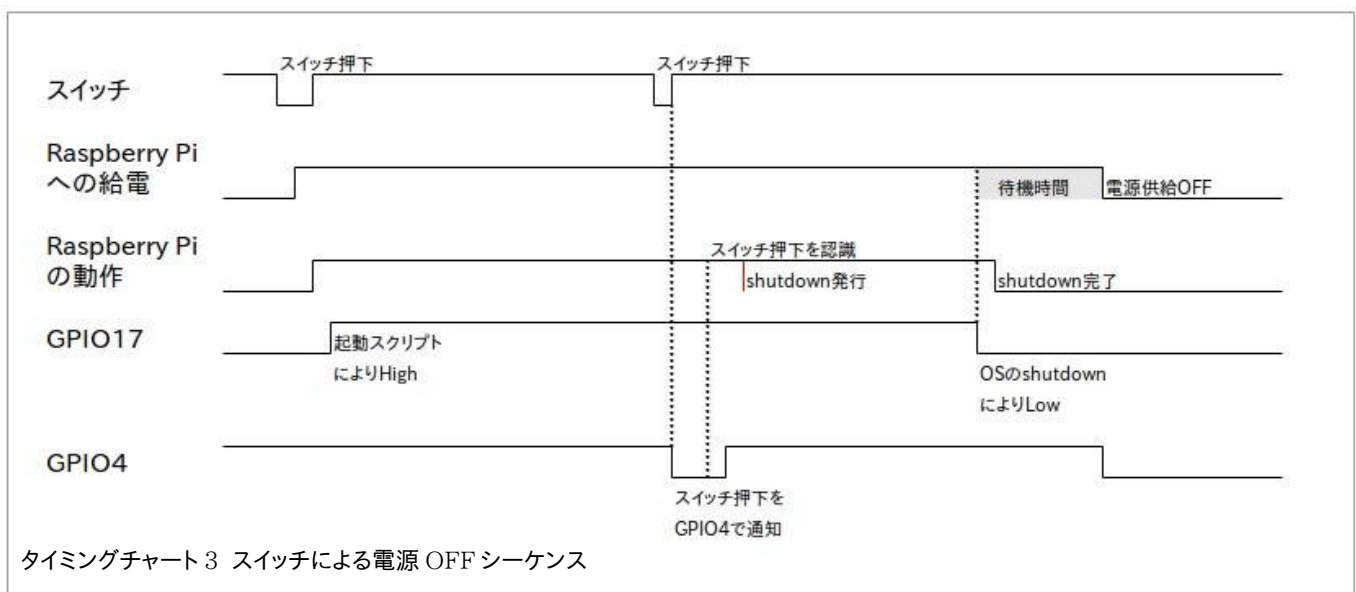 スイッチ押下
スイッチ押下
スイッチ
Raspberry Pi
への給電
待機時間
電源供給OFF
Raspberry Pi
の動作
スイッチ押下を認識
shutdown発行
shutdown完了
GPIO17
起動スクリプト
によりHigh
OSのshutdown
によりLow
GPIO4
スイッチ押下を
GPIO4で通知
タイミングチャート 3 スイッチによる電源 OFF シーケンス